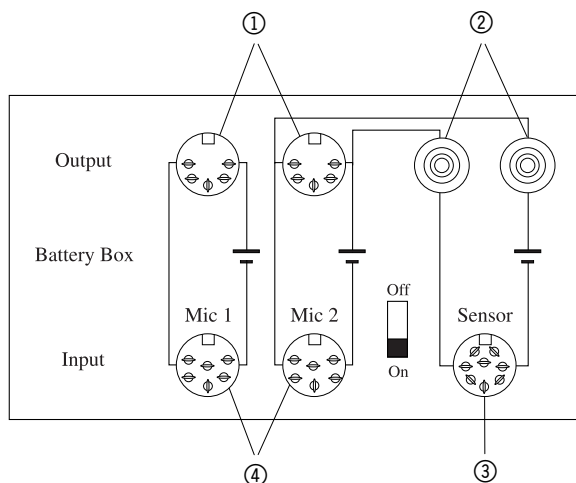 ① ②
Output
Battery Box
Off
Mic 1 Mic 2 Sensor
Input
On
④ ③